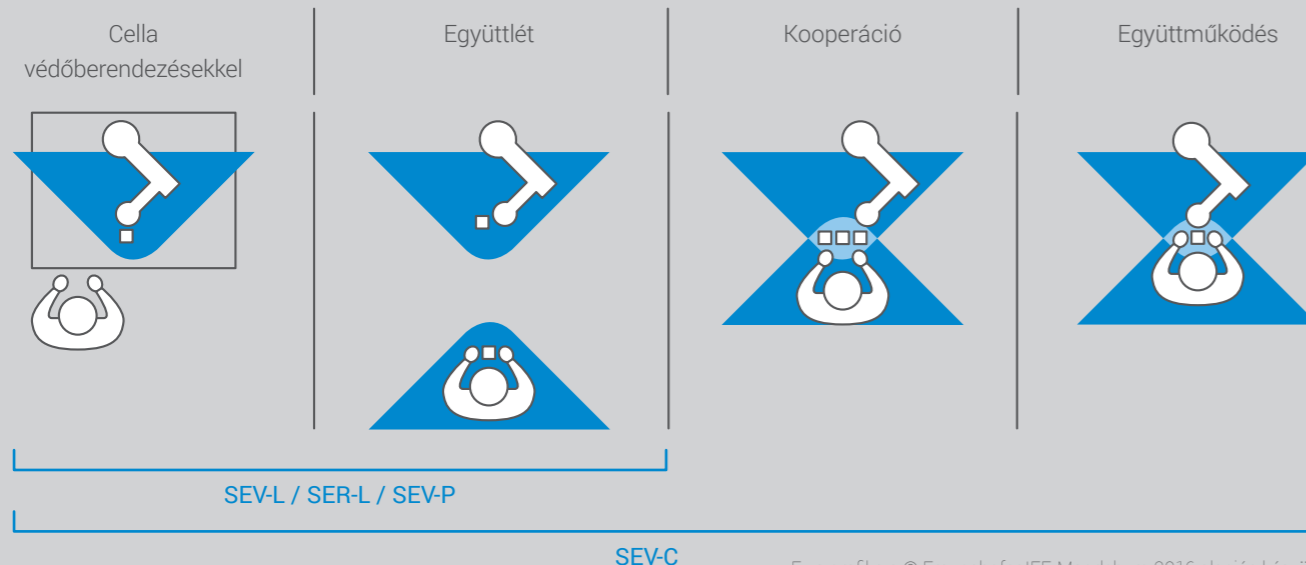 Cella
védőberendezésekkel
Együttlét
Kooperáció
Együttműködés
SEV-L / SER-L / SEV-P
SEV-C